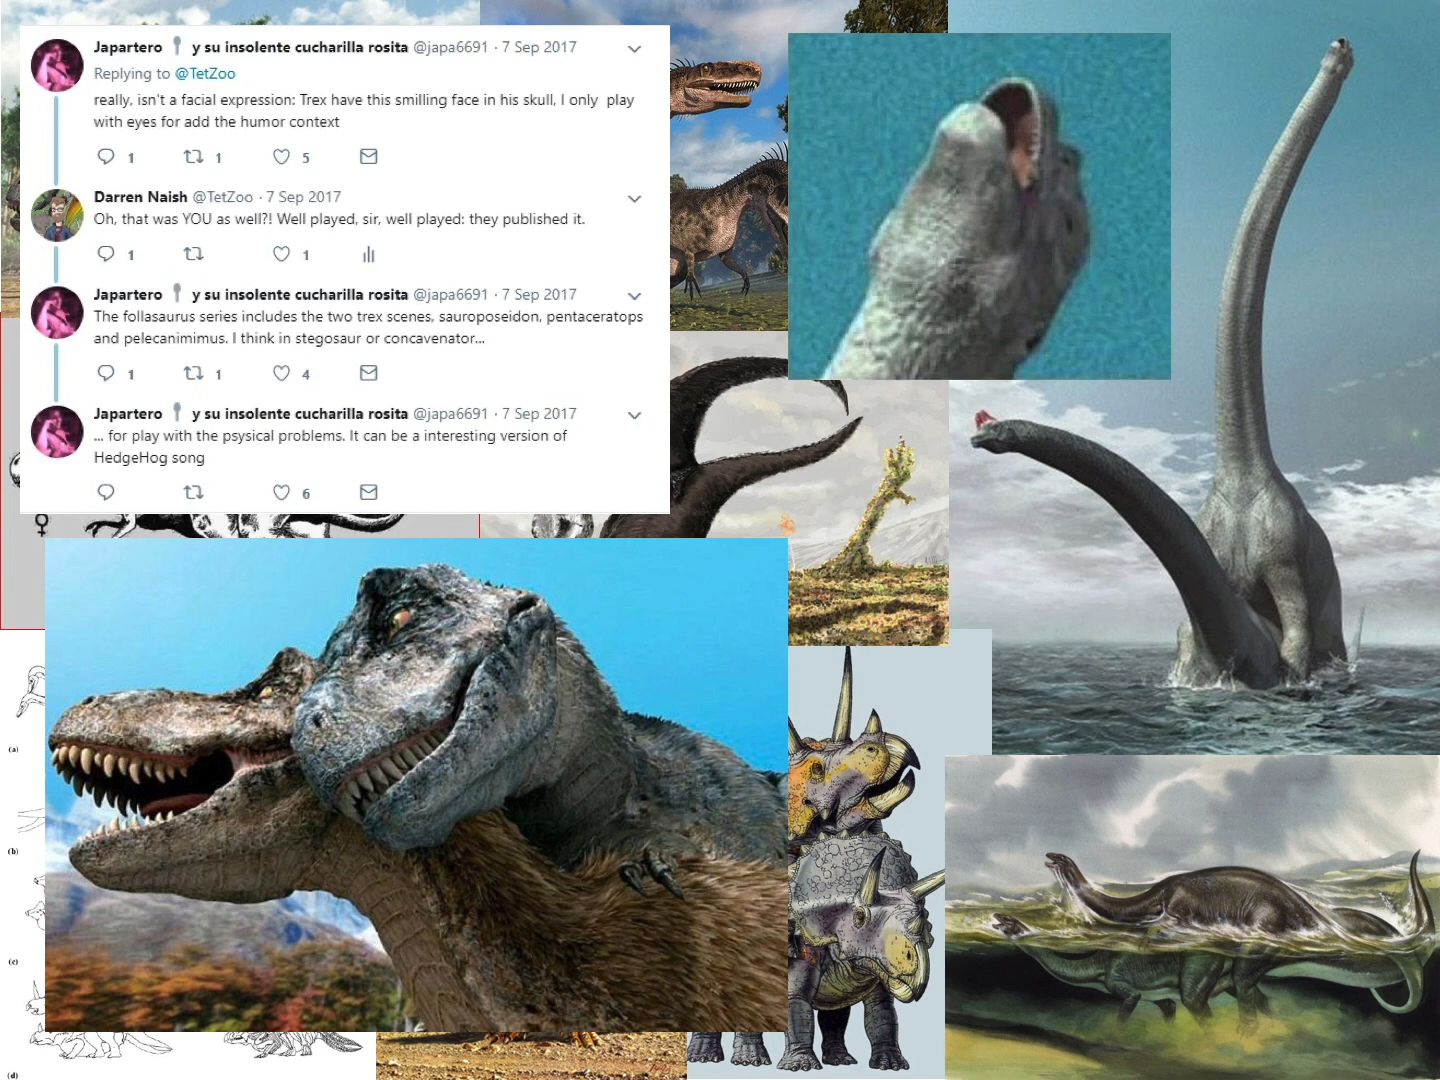 Japartero y su insolente cucharilla rosita @japa6691 · 7 Sep 2017
Replying to @TetZoo
really, isn't a facial expression: Trex have this smilling face in his skull, I only play
with eyes for add the humor context
1 1 5
Darren Naish @TetZoo · 7 Sep 2017
Oh, that was YOU as well?! Well played, sir, well played: they published it.
1 1
Japartero y su insolente cucharilla rosita @japa6691 · 7 Sep 2017
The follasaurus series includes the two trex scenes, sauroposeidon, pentaceratops
and pelecanimimus. I think in stegosaur or concavenator...
1 1 4
Japartero y su insolente cucharilla rosita @japa6691 · 7 Sep 2017
... for play with the psysical problems. It can be a interesting version of
HedgeHog song
6
♀
(a)
(b)
(c)
(d)